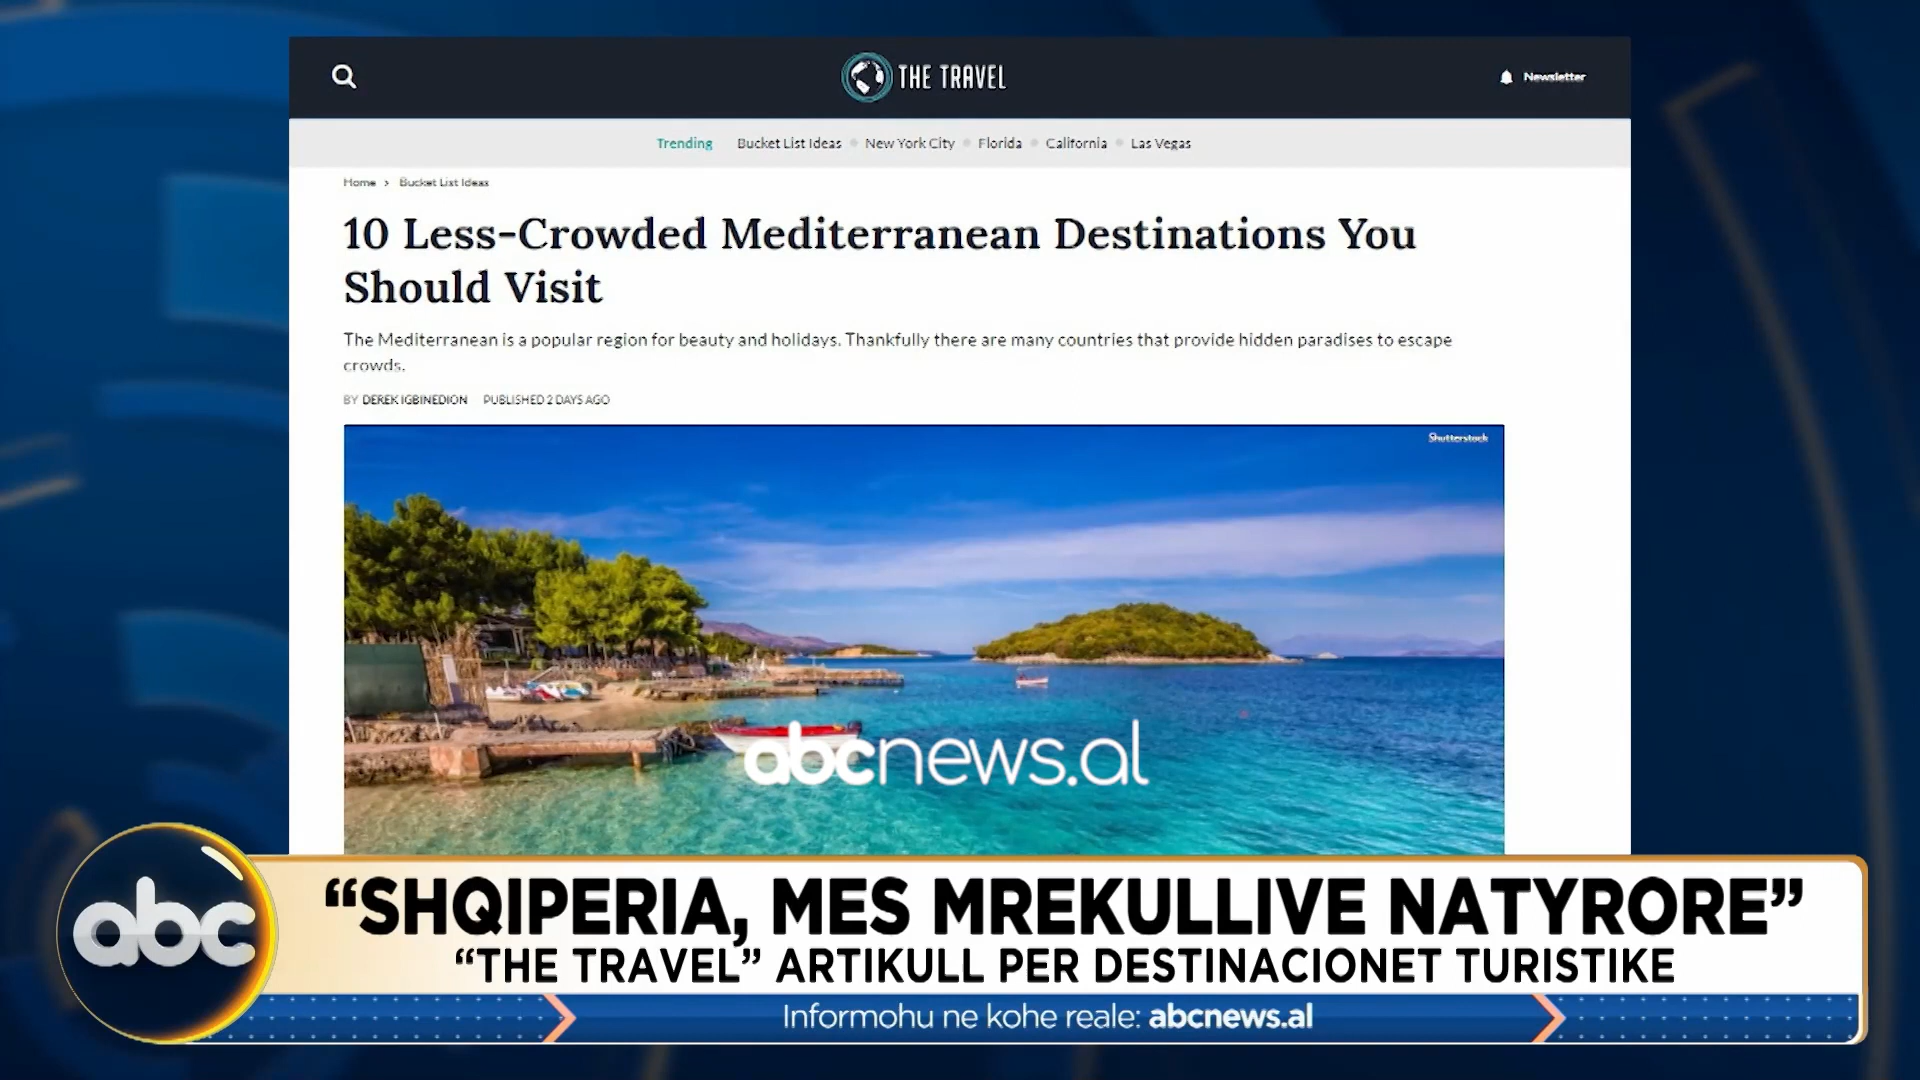 THE TRAVEL
Newsletter
Trending Bucket List Ideas New York City Florida California Las Vegas
Home > Bucket List Ideas
10 Less-Crowded Mediterranean Destinations You
Should Visit
The Mediterranean is a popular region for beauty and holidays. Thankfully there are many countries that provide hidden paradises to escape
crowds.
BY DEREK IGBINEDION PUBLISHED 2 DAYS AGO
Shutterstock
abcnews.al
abc
“SHQIPERIA, MES MREKULLIVE NATYRORE”
“THE TRAVEL” ARTIKULL PER DESTINACIONET TURISTIKE
Informohu ne kohe reale: abcnews.al